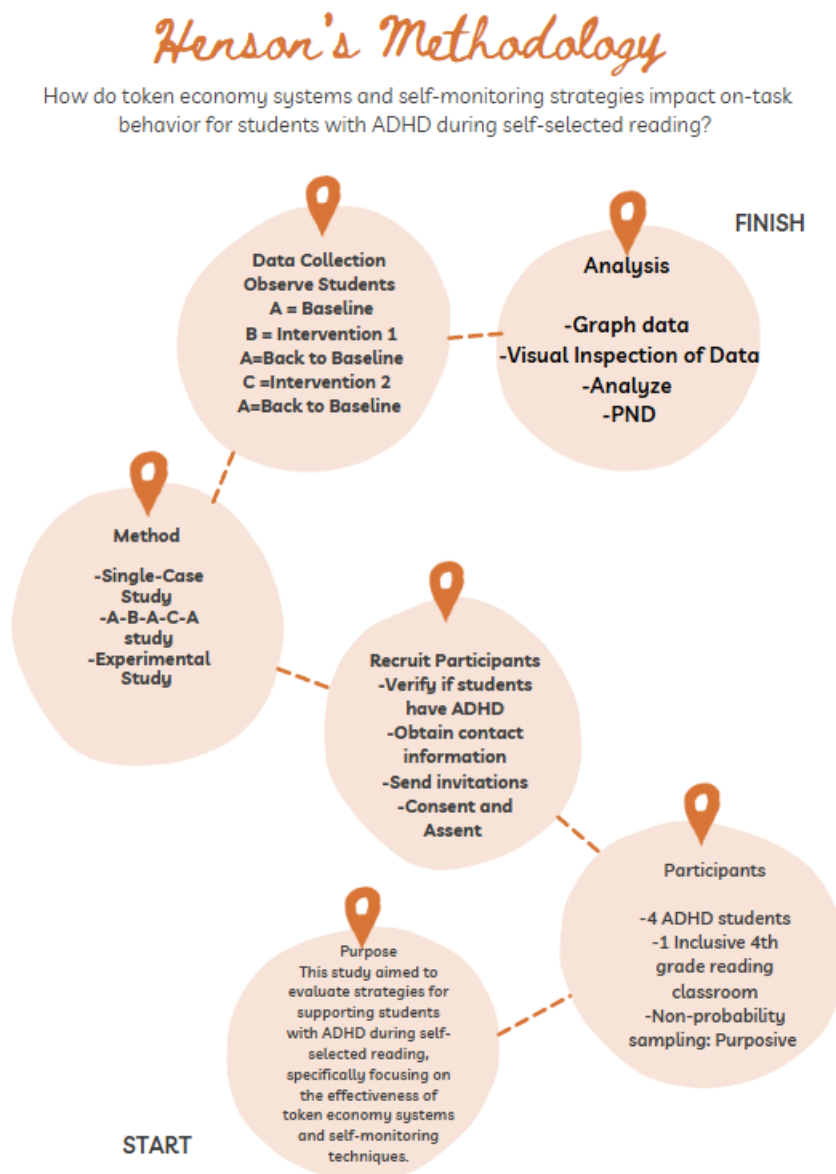 Henson's Methodology
How do token economy systems and self-monitoring strategies impact on-task
behavior for students with ADHD during self-selected reading?
FINISH
Data Collection
Observe Students
A = Baseline
B = Intervention 1
A=Back to Baseline
C =Intervention 2
A=Back to Baseline
Analysis
-Graph data
-Visual Inspection of Data
-Analyze
-PND
Method
-Single-Case
Study
-A-B-A-C-A
study
-Experimental
Study
Recruit Participants
-Verify if students
have ADHD
-Obtain contact
information
-Send invitations
-Consent and
Assent
Participants
-4 ADHD students
-1 Inclusive 4th
grade reading
classroom
-Non-probability
sampling: Purposive
Purpose
This study aimed to
evaluate strategies for
supporting students
with ADHD during self-
selected reading,
specifically focusing on
the effectiveness of
token economy systems
and self-monitoring
techniques.
START